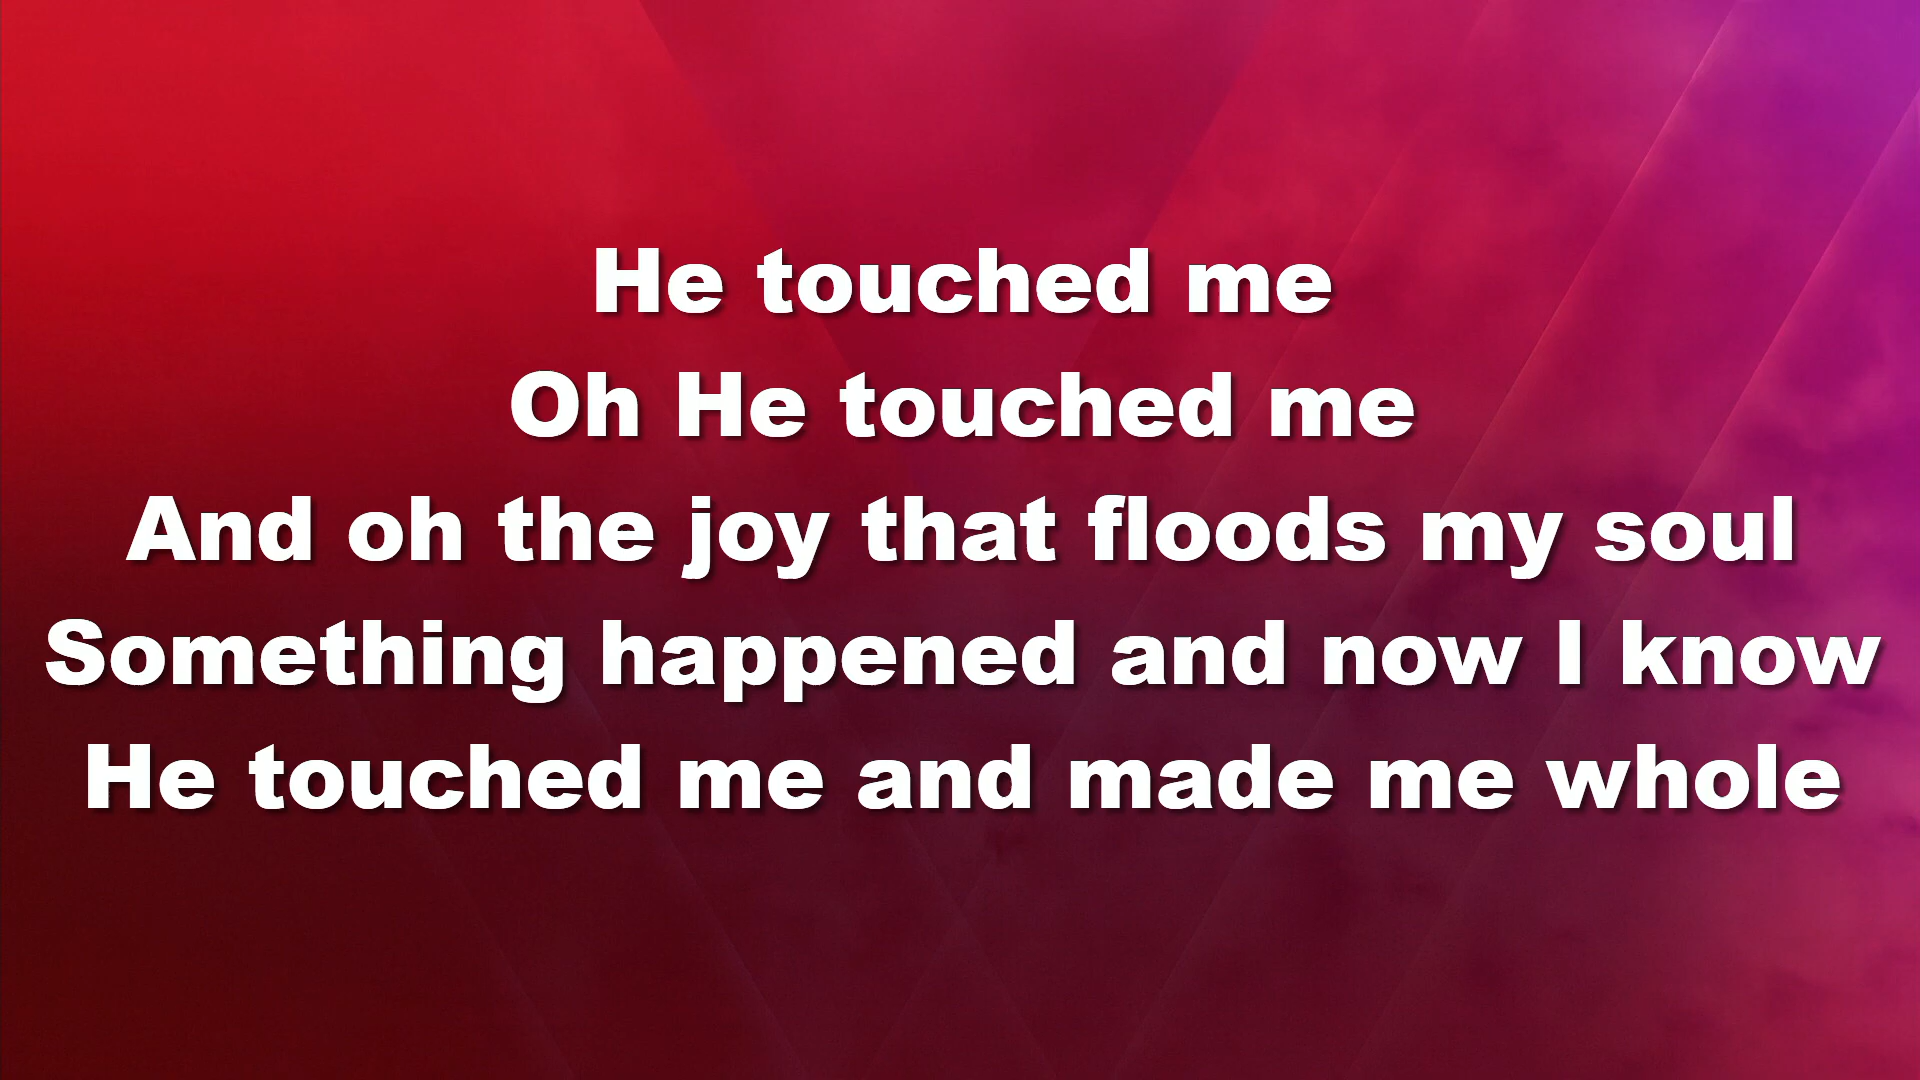 He touched me
Oh He touched me
And oh the joy that floods my soul
Something happened and now I know
He touched me and made me whole